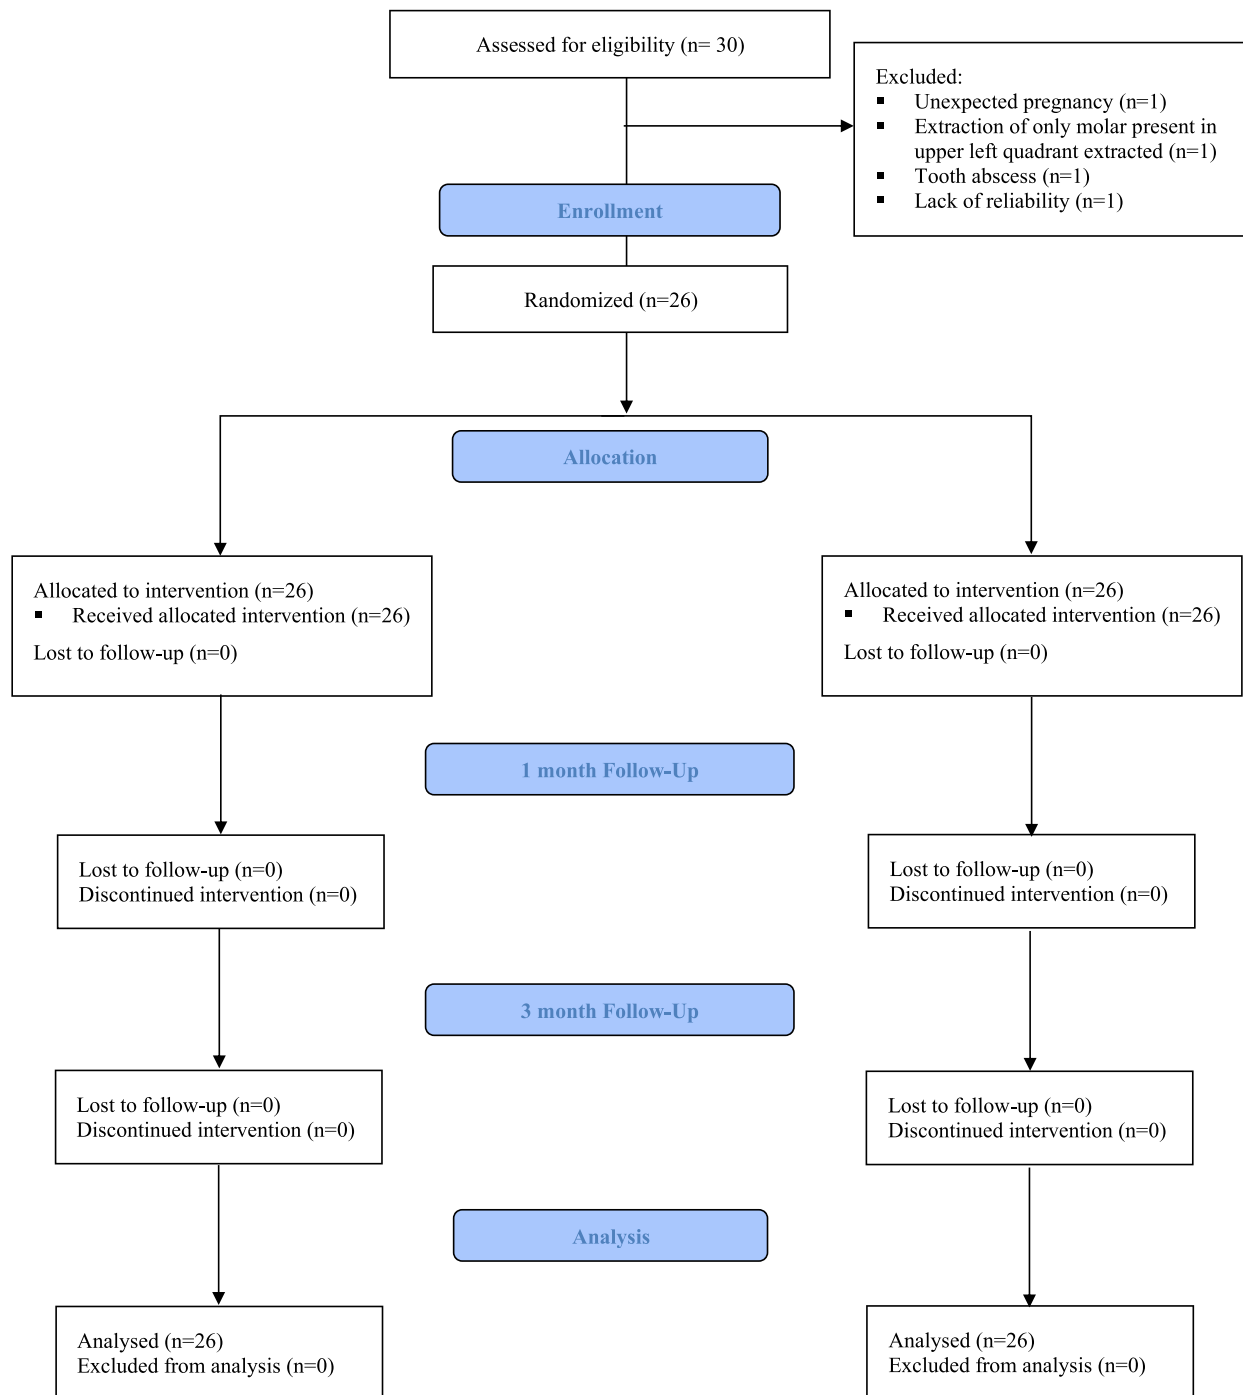 Assessed for eligibility (n= 30)
Excluded:
▪ Unexpected pregnancy (n=1)
▪ Extraction of only molar present in
upper left quadrant extracted (n=1)
▪ Tooth abscess (n=1)
▪ Lack of reliability (n=1)
Enrollment
Randomized (n=26)
Allocation
Allocated to intervention (n=26)
▪ Received allocated intervention (n=26)
Lost to follow-up (n=0)
Allocated to intervention (n=26)
▪ Received allocated intervention (n=26)
Lost to follow-up (n=0)
1 month Follow-Up
Lost to follow-up (n=0)
Discontinued intervention (n=0)
Lost to follow-up (n=0)
Discontinued intervention (n=0)
3 month Follow-Up
Lost to follow-up (n=0)
Discontinued intervention (n=0)
Lost to follow-up (n=0)
Discontinued intervention (n=0)
Analysis
Analysed (n=26)
Excluded from analysis (n=0)
Analysed (n=26)
Excluded from analysis (n=0)